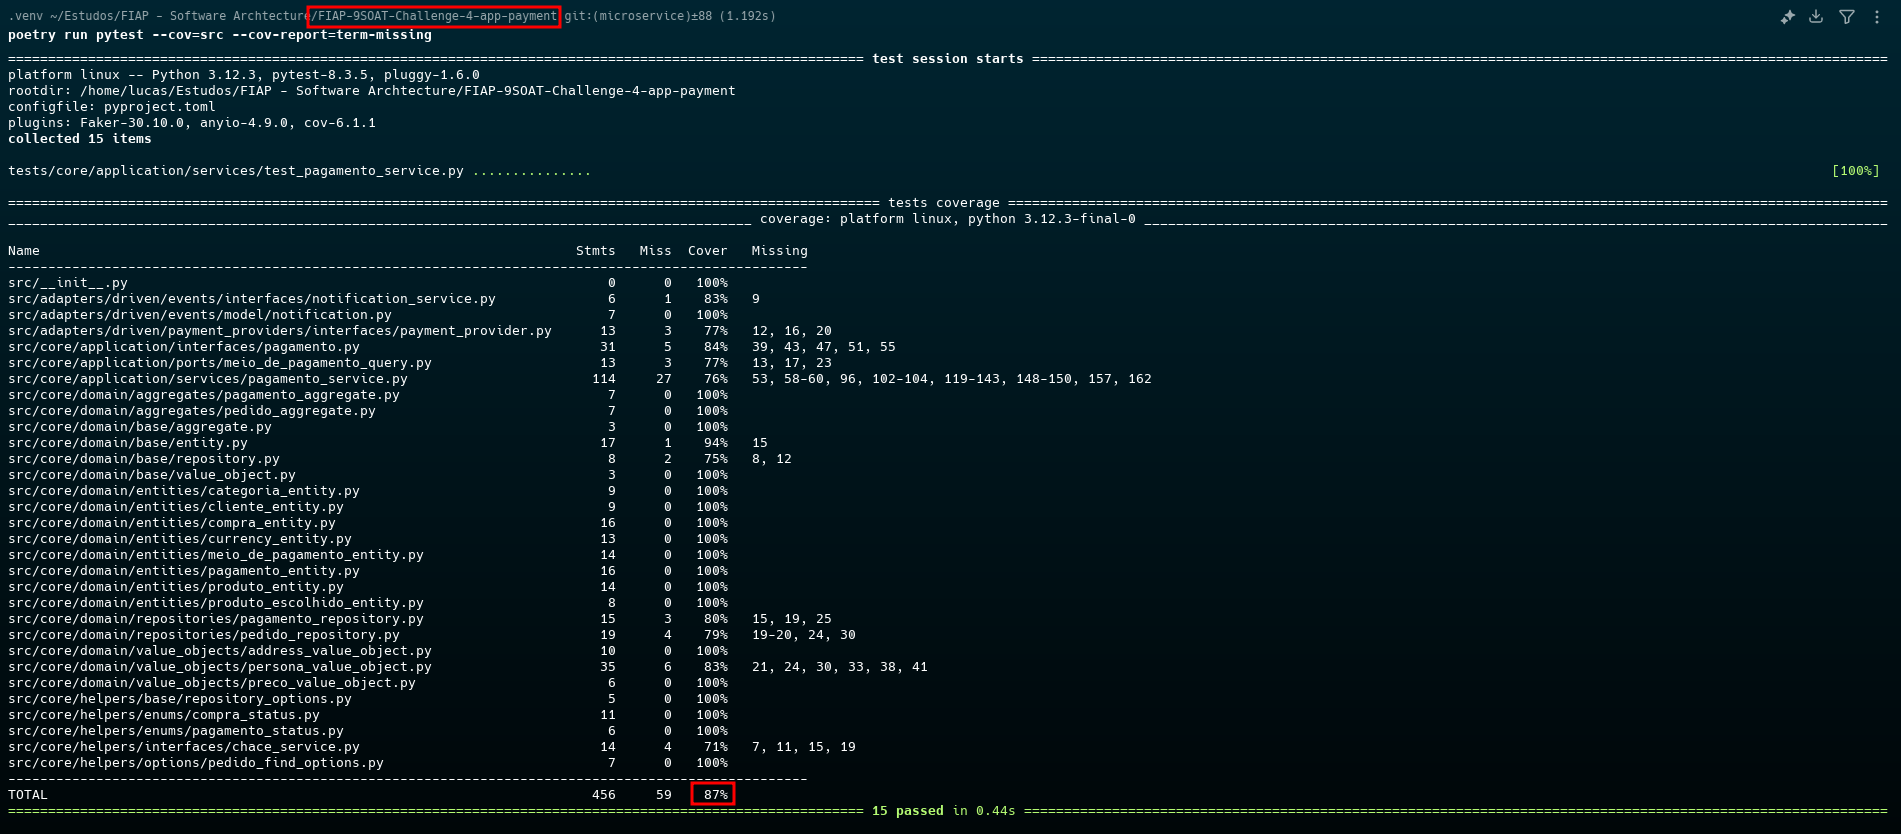 .venv ~/Estudos/FIAP - Software Archtecture/FIAP-9SOAT-Challenge-4-app-payment git:(microservice)±88 (1.192s)
poetry run pytest --cov=src --cov-report=term-missing
=========== test session starts ===========
platform linux -- Python 3.12.3, pytest-8.3.5, pluggy-1.6.0
rootdir: /home/lucas/Estudos/FIAP - Software Archtecture/FIAP-9SOAT-Challenge-4-app-payment
configfile: pyproject.toml
plugins: Faker-30.10.0, anyio-4.9.0, cov-6.1.1
collected 15 items
tests/core/application/services/test_pagamento_service.py ............... [100%]
=========== tests coverage ===========
___________ coverage: platform linux, python 3.12.3-final-0 ___________
Name Stmts Miss Cover Missing
-----------
src/__init__.py 0 0 100%
src/adapters/driven/events/interfaces/notification_service.py 6 1 83% 9
src/adapters/driven/events/model/notification.py 7 0 100%
src/adapters/driven/payment_providers/interfaces/payment_provider.py 13 3 77% 12, 16, 20
src/core/application/interfaces/pagamento.py 31 5 84% 39, 43, 47, 51, 55
src/core/application/ports/meio_de_pagamento_query.py 13 3 77% 13, 17, 23
src/core/application/services/pagamento_service.py 114 27 76% 53, 58-60, 96, 102-104, 119-143, 148-150, 157, 162
src/core/domain/aggregates/pagamento_aggregate.py 7 0 100%
src/core/domain/aggregates/pedido_aggregate.py 7 0 100%
src/core/domain/base/aggregate.py 3 0 100%
src/core/domain/base/entity.py 17 1 94% 15
src/core/domain/base/repository.py 8 2 75% 8, 12
src/core/domain/base/value_object.py 3 0 100%
src/core/domain/entities/categoria_entity.py 9 0 100%
src/core/domain/entities/cliente_entity.py 9 0 100%
src/core/domain/entities/compra_entity.py 16 0 100%
src/core/domain/entities/currency_entity.py 13 0 100%
src/core/domain/entities/meio_de_pagamento_entity.py 14 0 100%
src/core/domain/entities/pagamento_entity.py 16 0 100%
src/core/domain/entities/produto_entity.py 14 0 100%
src/core/domain/entities/produto_escolhido_entity.py 8 0 100%
src/core/domain/repositories/pagamento_repository.py 15 3 80% 15, 19, 25
src/core/domain/repositories/pedido_repository.py 19 4 79% 19-20, 24, 30
src/core/domain/value_objects/address_value_object.py 10 0 100%
src/core/domain/value_objects/persona_value_object.py 35 6 83% 21, 24, 30, 33, 38, 41
src/core/domain/value_objects/preco_value_object.py 6 0 100%
src/core/helpers/base/repository_options.py 5 0 100%
src/core/helpers/enums/compra_status.py 11 0 100%
src/core/helpers/enums/pagamento_status.py 6 0 100%
src/core/helpers/interfaces/chace_service.py 14 4 71% 7, 11, 15, 19
src/core/helpers/options/pedido_find_options.py 7 0 100%
-----------
TOTAL 456 59 87%
=========== 15 passed in 0.44s ===========